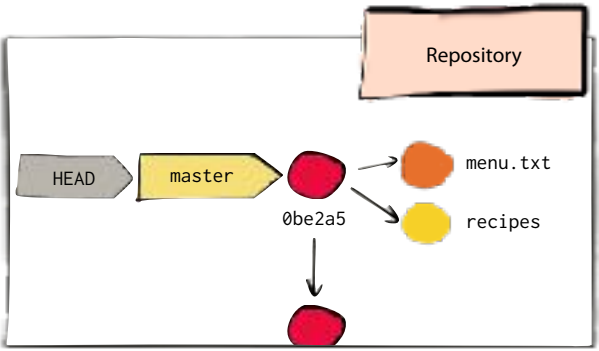 Repository
HEAD
master
menu.txt
0be2a5
recipes